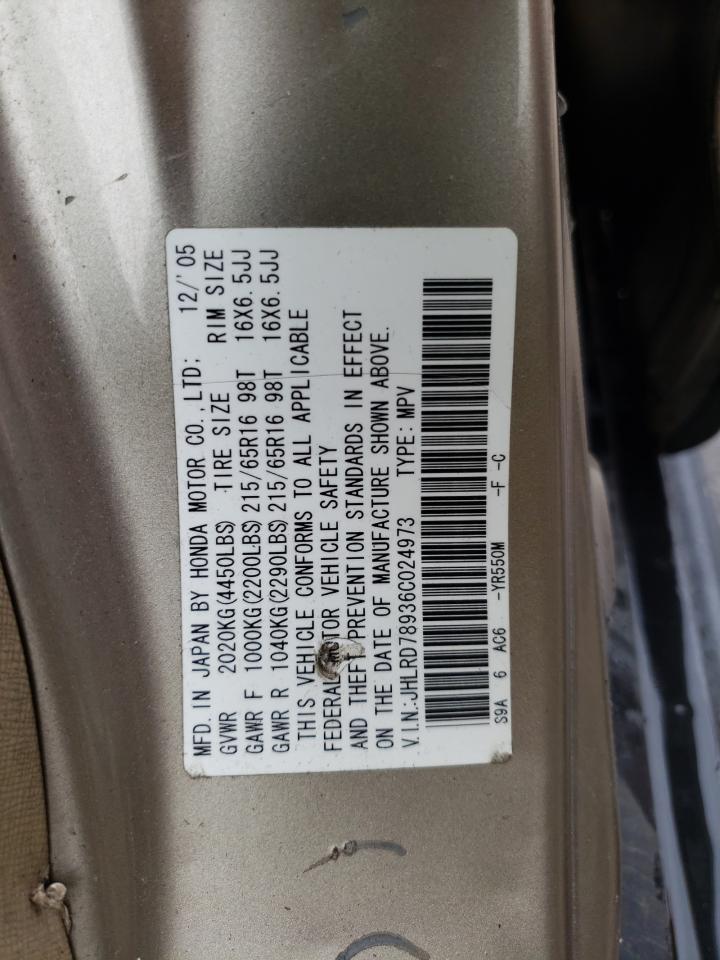 MFD. IN JAPAN BY HONDA MOTOR CO.,LTD; 12/'05
GVWR 2020KG(4450LBS) TIRE SIZE RIM SIZE
GAWR F 1000KG(2200LBS) 215/65R16 98T 16X6.5JJ
GAWR R 1040KG(2290LBS) 215/65R16 98T 16X6.5JJ
THIS VEHICLE CONFORMS TO ALL APPLICABLE
FEDERAL MOTOR VEHICLE SAFETY
AND THEFT PREVENTION STANDARDS IN EFFECT
ON THE DATE OF MANUFACTURE SHOWN ABOVE.
V.I.N.:JHLRD78936C024973 TYPE: MPV
S9A 6 AC6 -YR550M -F -C